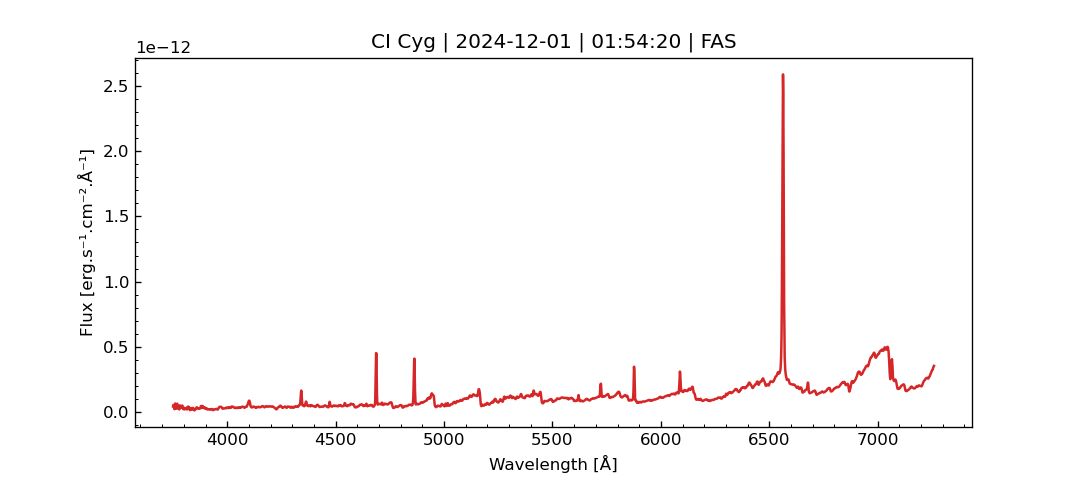 CI Cyg | 2024-12-01 | 01:54:20 | FAS
1e−12
2.5
2.0
1.5
1.0
0.5
0.0
Flux [erg.s⁻¹.cm⁻².Å⁻¹]
4000 4500 5000 5500 6000 6500 7000
Wavelength [Å]